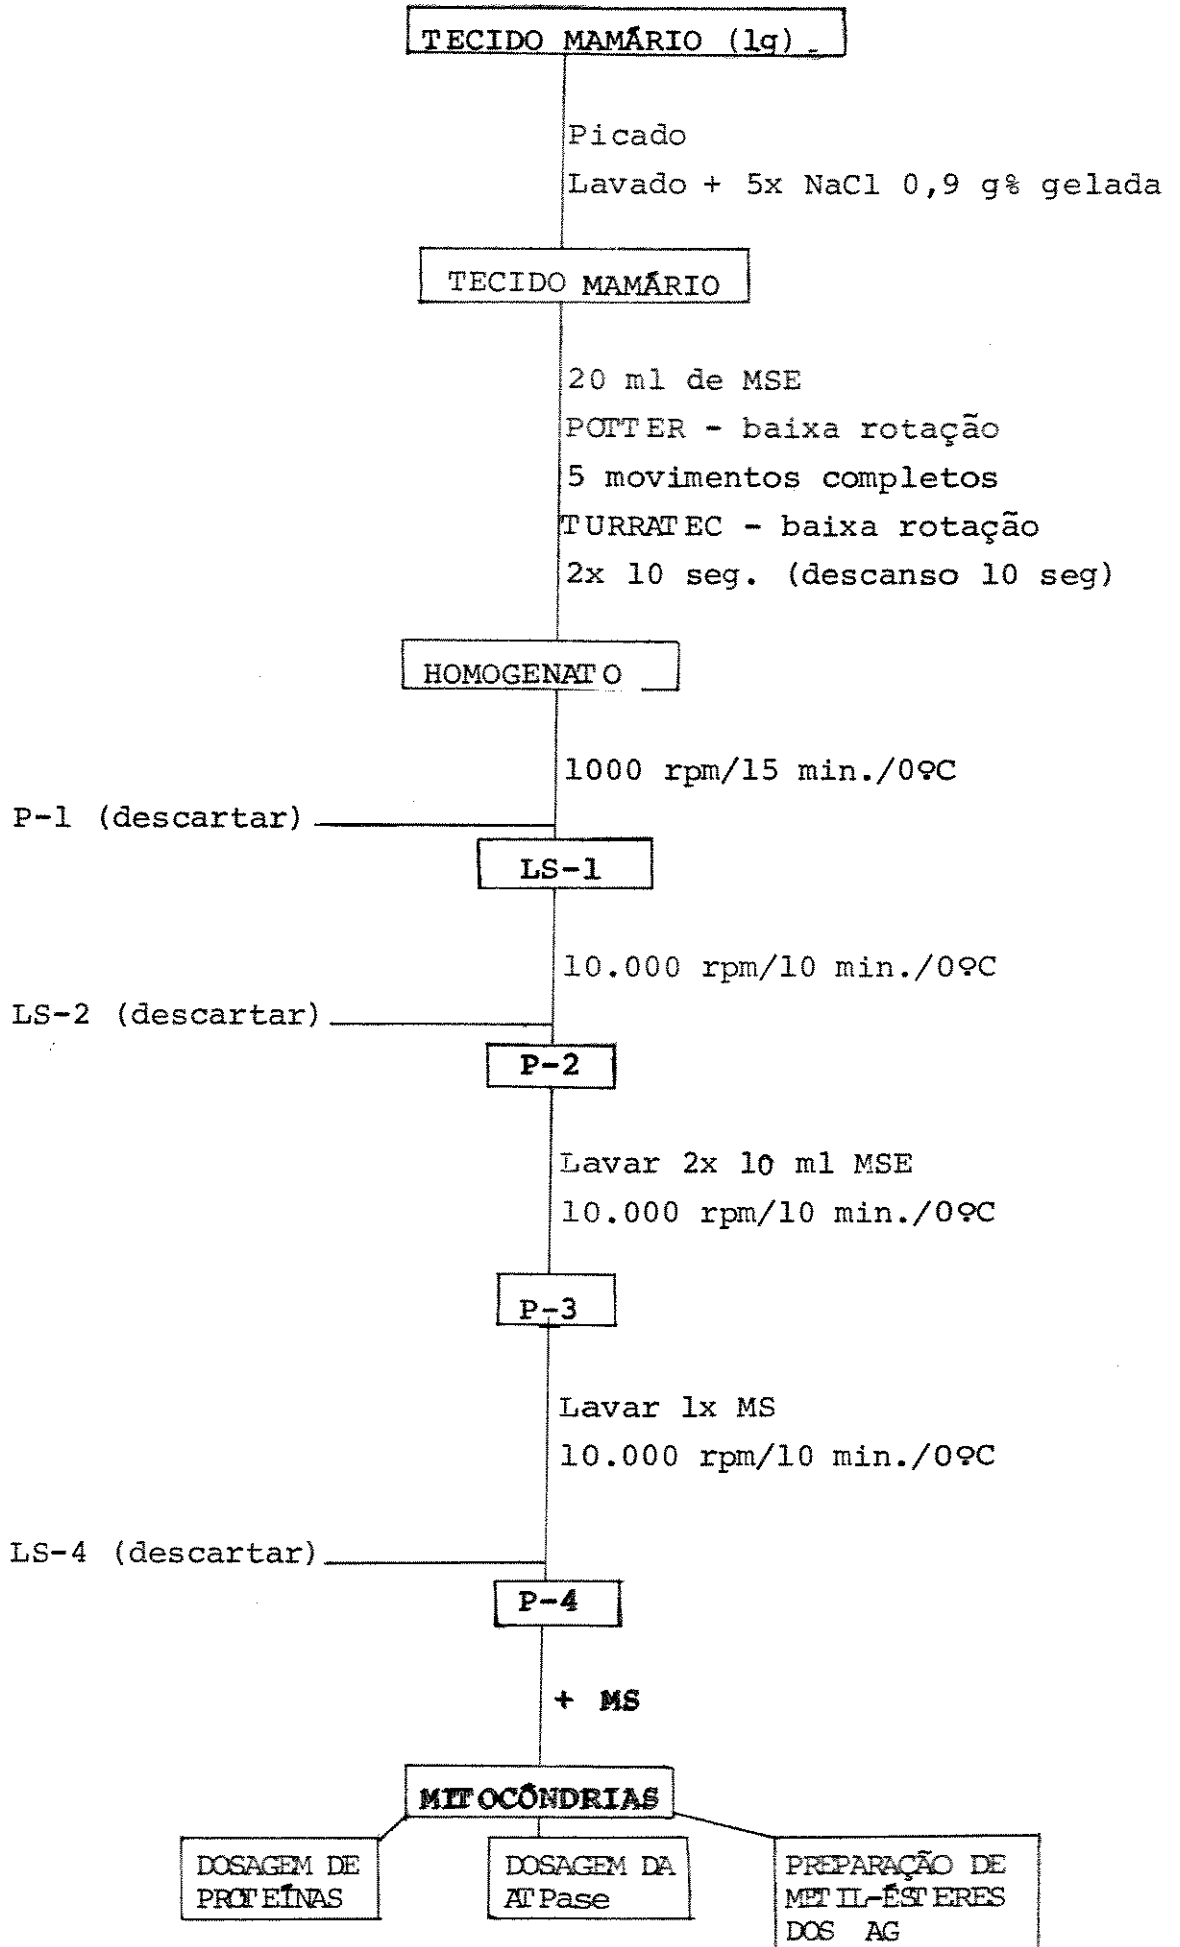 TECIDO MAMÁRIO (1g)
Picado
Lavado + 5x NaCl 0,9 g% gelada
TECIDO MAMÁRIO
20 ml de MSE
POTTER - baixa rotação
5 movimentos completos
TURRATEC - baixa rotação
2x 10 seg. (descanso 10 seg)
HOMOGENATO
1000 rpm/15 min./0ºC
P-1 (descartar)
LS-1
10.000 rpm/10 min./0ºC
LS-2 (descartar)
P-2
Lavar 2x 10 ml MSE
10.000 rpm/10 min./0ºC
P-3
Lavar 1x MS
10.000 rpm/10 min./0ºC
LS-4 (descartar)
P-4
+ MS
MITOCÔNDRIAS
DOSAGEM DE
PROTEÍNAS
DOSAGEM DA
ATPase
PREPARAÇÃO DE
METIL-ÉSTERES
DOS AG